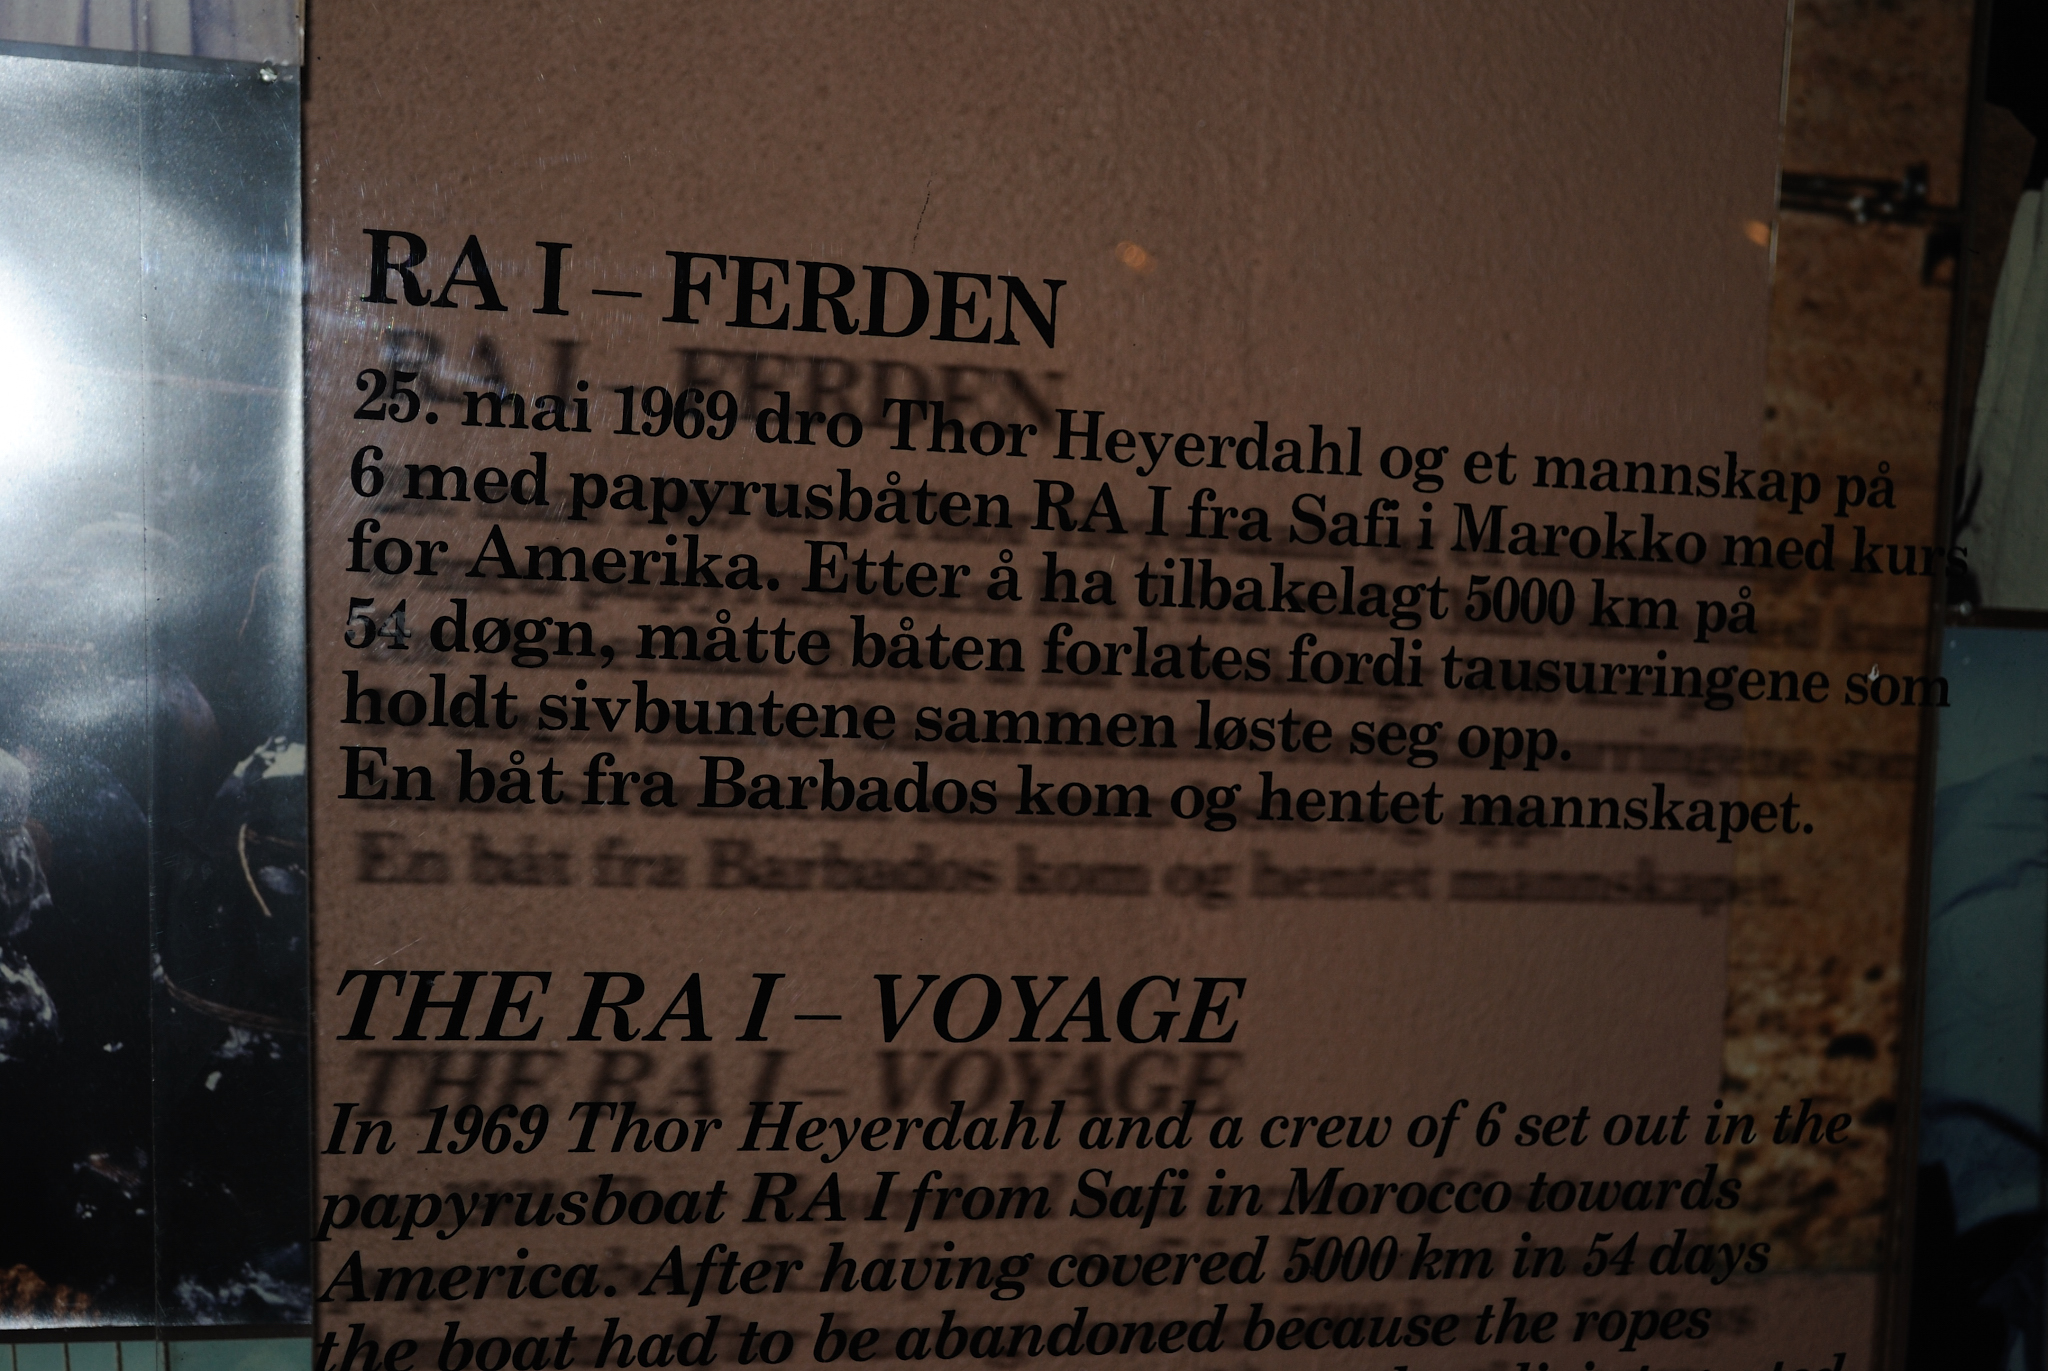 RA I – FERDEN
25. mai 1969 dro Thor Heyerdahl og et mannskap på
6 med papyrusbåten RA I fra Safi i Marokko med kurs
for Amerika. Etter å ha tilbakelagt 5000 km på
54 døgn, måtte båten forlates fordi tausurringene som
holdt sivbuntene sammen løste seg opp.
En båt fra Barbados kom og hentet mannskapet.
THE RA I – VOYAGE
In 1969 Thor Heyerdahl and a crew of 6 set out in the
papyrusboat RA I from Safi in Morocco towards
America. After having covered 5000 km in 54 days
the boat had to be abandoned because the ropes